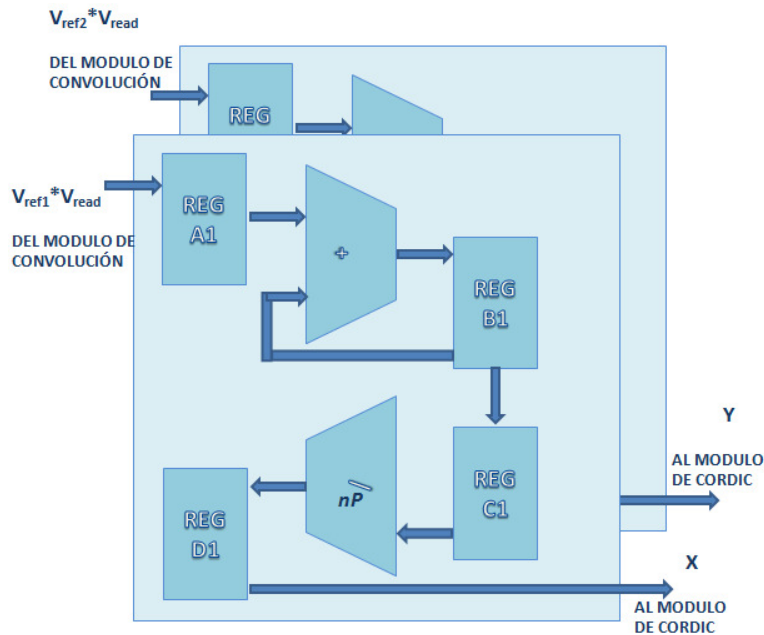 Vref2*Vread
DEL MODULO DE
CONVOLUCIÓN
REG
Vref1*Vread
DEL MODULO DE
CONVOLUCIÓN
REG
A1
+
REG
B1
REG
C1
nP
REG
D1
Y
AL MODULO
DE CORDIC
X
AL MODULO
DE CORDIC